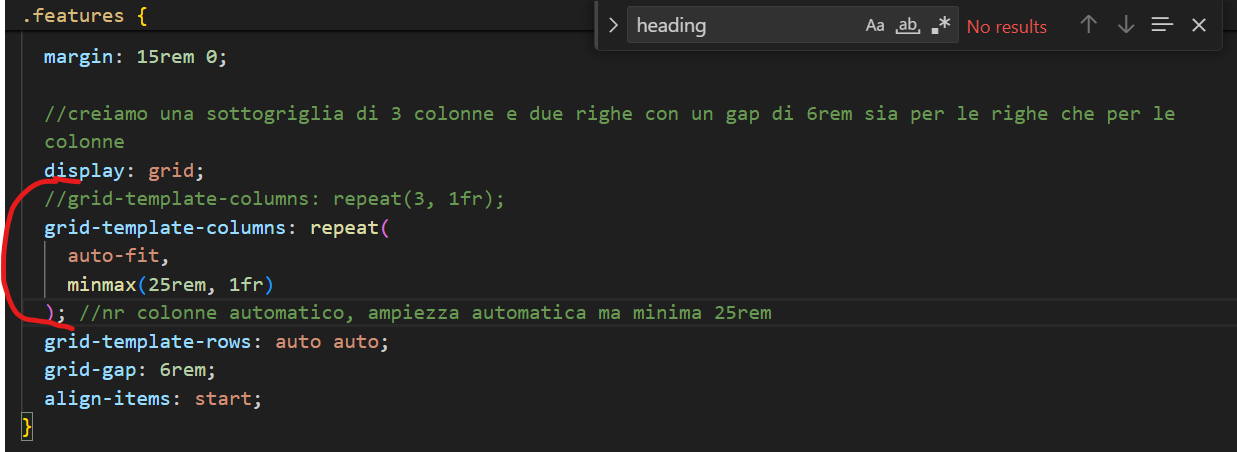 .features {
heading
Aa
ab
.*
No results
margin: 15rem 0;
//creiamo una sottogriglia di 3 colonne e due righe con un gap di 6rem sia per le righe che per le
colonne
display: grid;
//grid-template-columns: repeat(3, 1fr);
grid-template-columns: repeat(
auto-fit,
minmax(25rem, 1fr)
); //nr colonne automatico, ampiezza automatica ma minima 25rem
grid-template-rows: auto auto;
grid-gap: 6rem;
align-items: start;
}